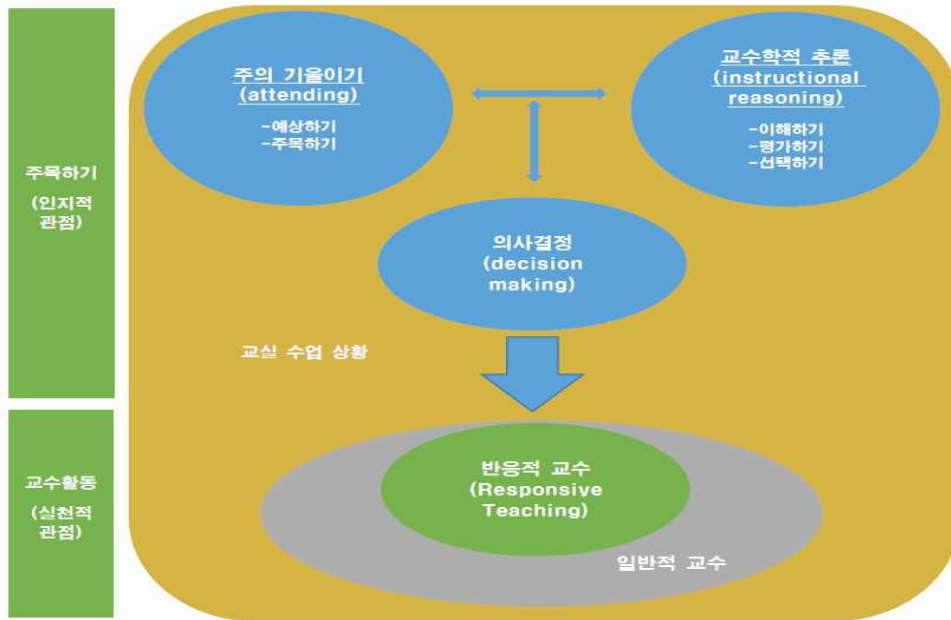 주의 기울이기
(attending)
-예상하기
-주목하기
교수학적 추론
(instructional
reasoning)
-이해하기
-평가하기
-선택하기
주목하기
(인지적
관점)
의사결정
(decision
making)
교실 수업 상황
교수활동
(실천적
관점)
반응적 교수
(Responsive
Teaching)
일반적 교수